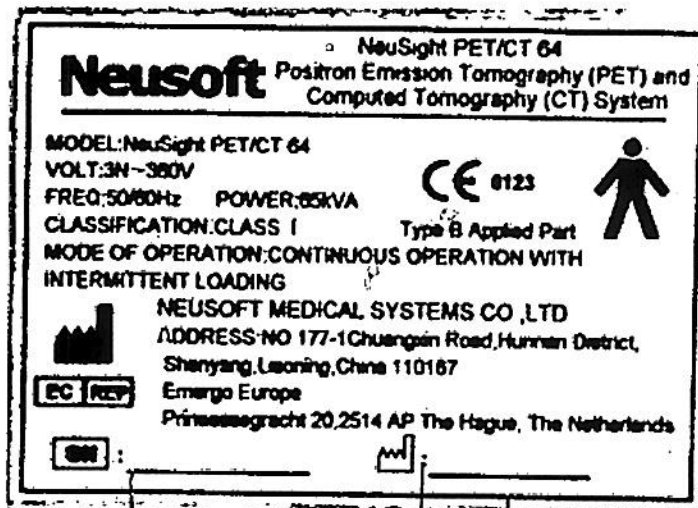 Neusoft
NeuSight PET/CT 64
Positron Emission Tomography (PET) and
Computed Tomography (CT) System
MODEL:NeuSight PET/CT 64
VOLT:3N~380V
FREQ:50/60Hz POWER:65kVA
CLASSIFICATION:CLASS I
CE 0123
Type B Applied Part
MODE OF OPERATION:CONTINUOUS OPERATION WITH
INTERMITTENT LOADING
NEUSOFT MEDICAL SYSTEMS CO.,LTD
ADDRESS:NO 177-1Chuangxin Road,Hunnan District,
Shenyang,Liaoning,China 110167
EC REP
Emergo Europe
Prinsessegracht 20,2514 AP The Hague, The Netherlands
SN :
: